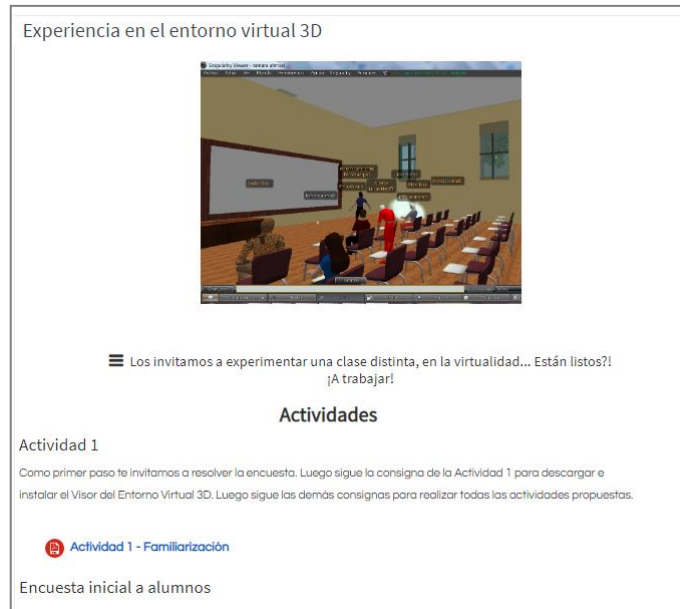 Experiencia en el entorno virtual 3D
Singularity Viewer -
Los invitamos a experimentar una clase distinta, en la virtualidad... Están listos?!
¡A trabajar!
Actividades
Actividad 1
Como primer paso te invitamos a resolver la encuesta. Luego sigue la consigna de la Actividad 1 para descargar e
instalar el Visor del Entorno Virtual 3D. Luego sigue las demás consignas para realizar todas las actividades propuestas.
Actividad 1 - Familiarización
Encuesta inicial a alumnos